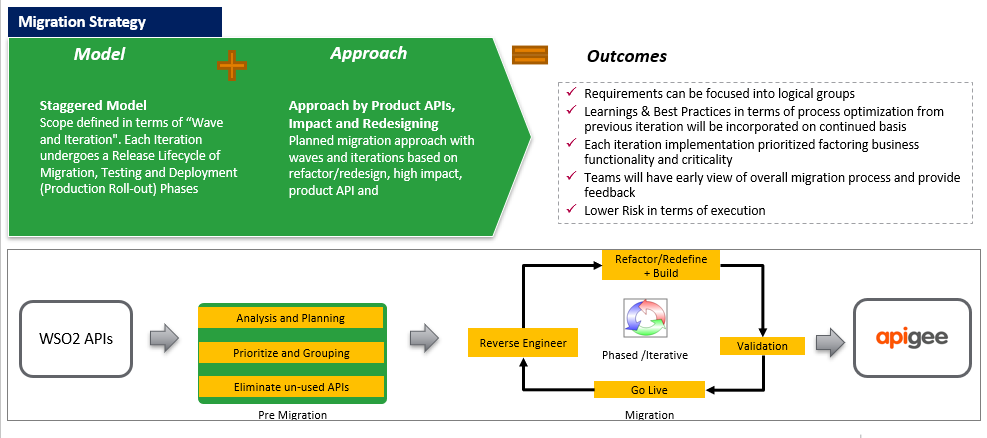 Migration Strategy
Model
Approach
Outcomes
Staggered Model
Scope defined in terms of “Wave
and Iteration". Each Iteration
undergoes a Release Lifecycle of
Migration, Testing and Deployment
(Production Roll-out) Phases
Approach by Product APIs,
Impact and Redesigning
Planned migration approach with
waves and iterations based on
refactor/redesign, high impact,
product API and
Requirements can be focused into logical groups
Learnings & Best Practices in terms of process optimization from
previous iteration will be incorporated on continued basis
Each iteration implementation prioritized factoring business
functionality and criticality
Teams will have early view of overall migration process and provide
feedback
Lower Risk in terms of execution
WSO2 APIs
Analysis and Planning
Prioritize and Grouping
Eliminate un-used APIs
Pre Migration
Refactor/Redefine
+ Build
Reverse Engineer
Phased /Iterative
Validation
Go Live
Migration
apigee